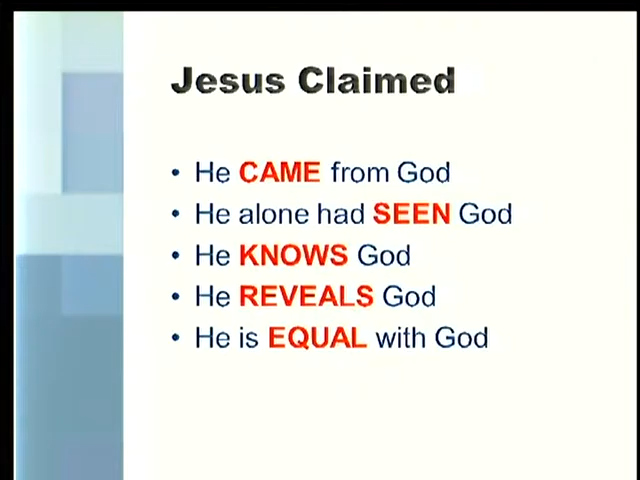 Jesus Claimed
• He CAME from God
• He alone had SEEN God
• He KNOWS God
• He REVEALS God
• He is EQUAL with God